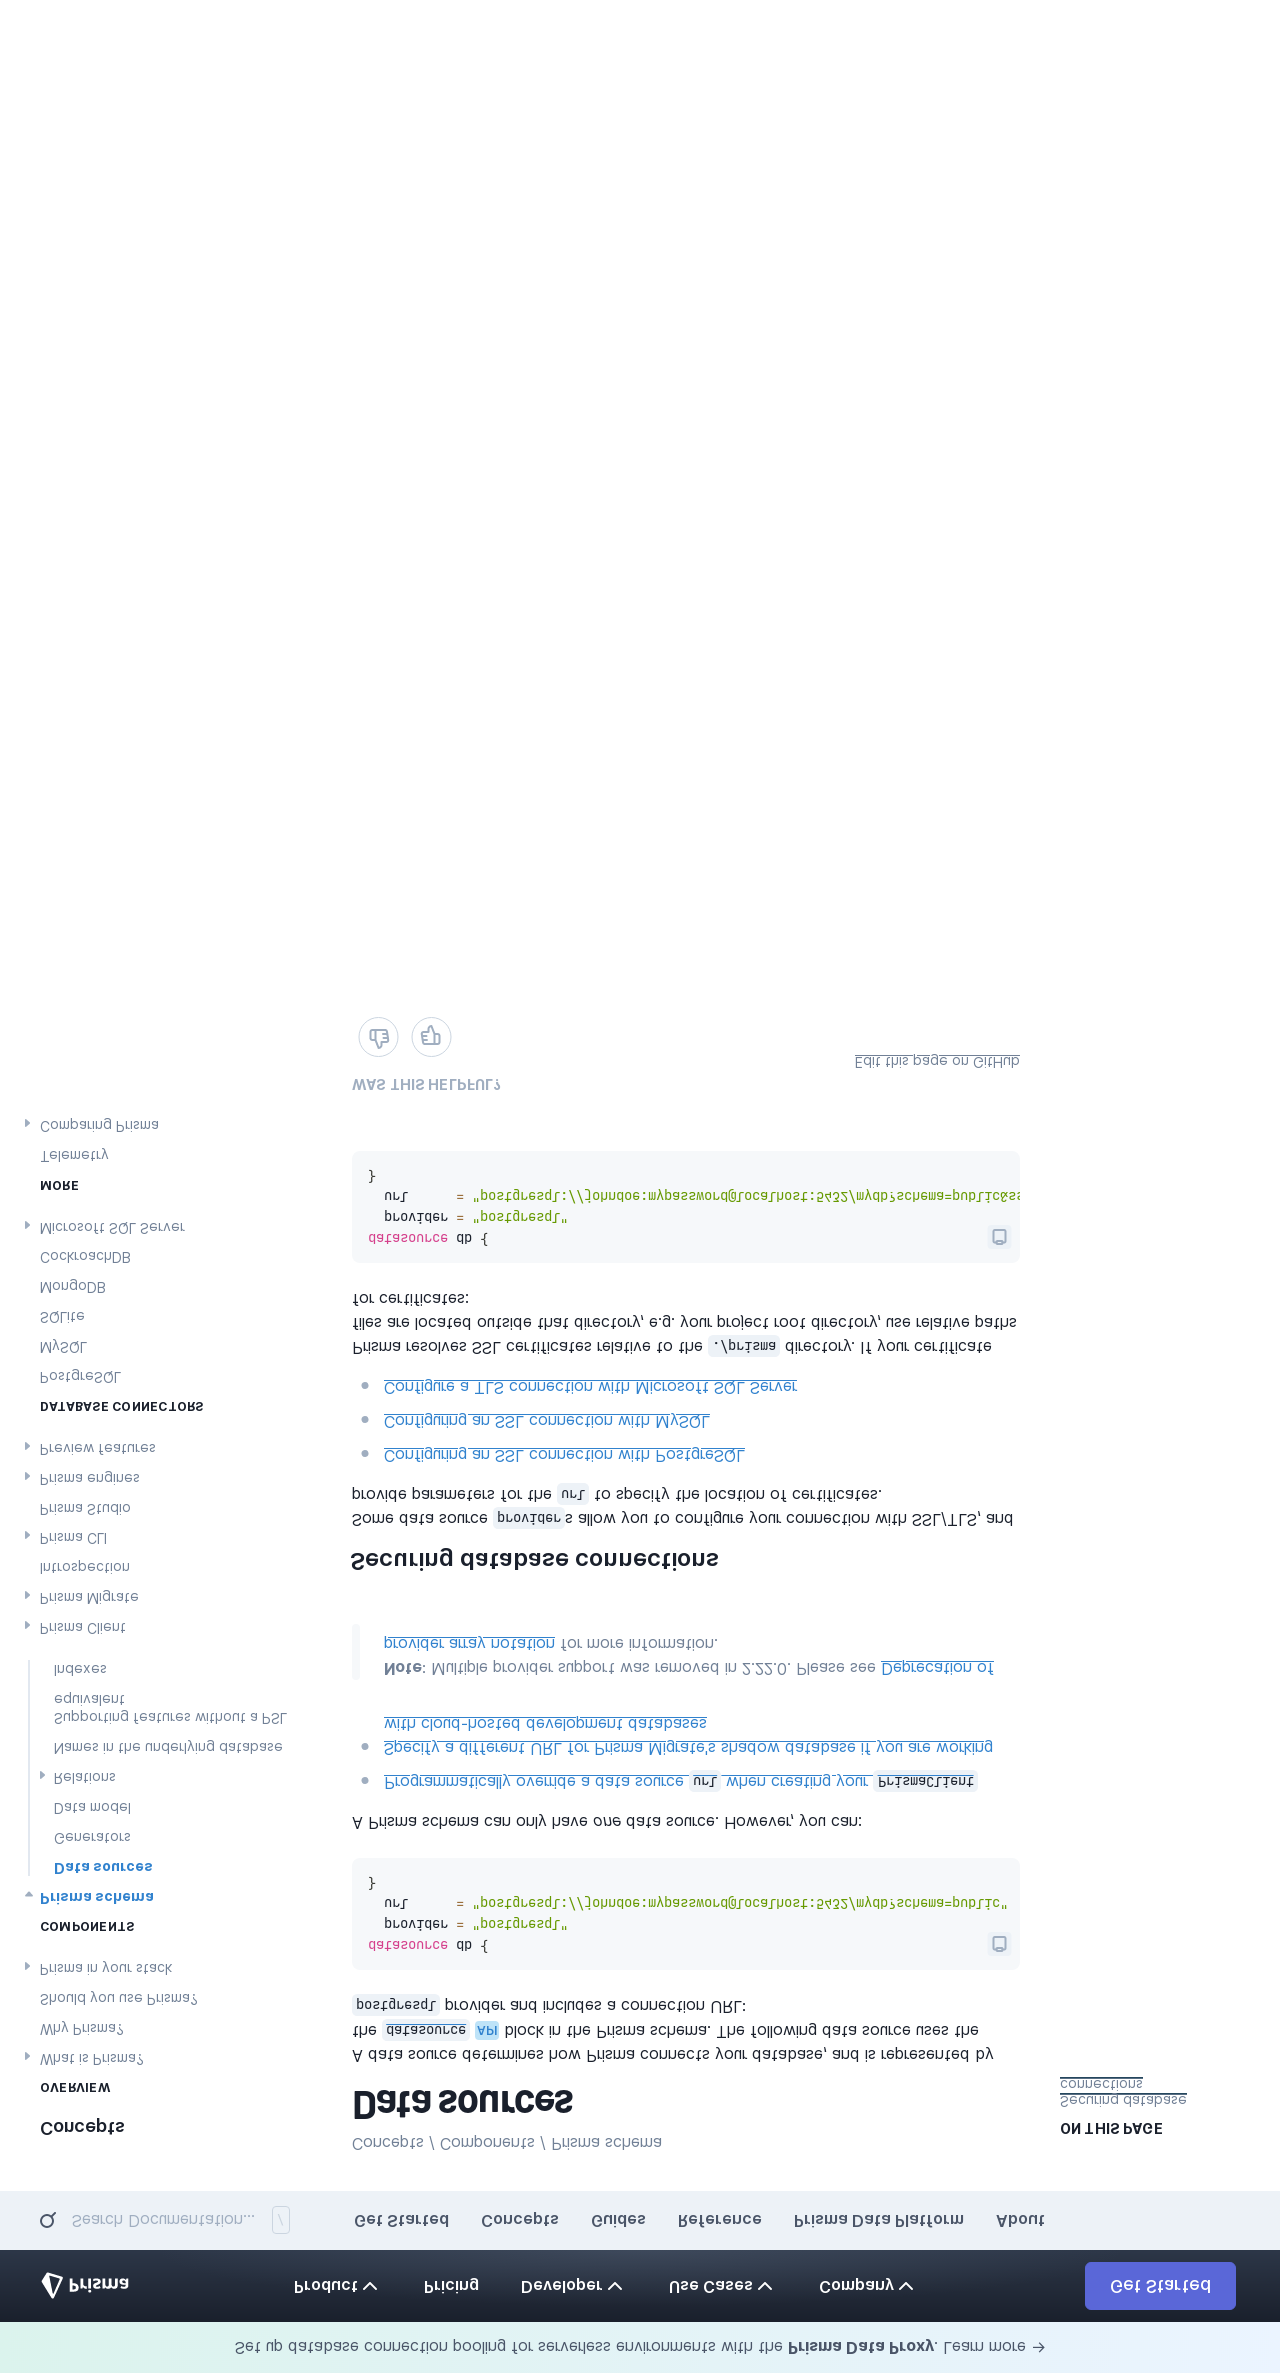 Set up database connection pooling for serverless environments with the Prisma Data Proxy. Learn more →
Prisma
Product
Pricing
Developer
Use Cases
Company
Get Started
Search Documentation... /
Get Started
Concepts
Guides
Reference
Prisma Data Platform
About
Concepts
OVERVIEW
What is Prisma?
Why Prisma?
Should you use Prisma?
Prisma in your stack
COMPONENTS
Prisma schema
Data sources
Generators
Data model
Relations
Names in the underlying database
Supporting features without a PSL
equivalent
Indexes
Prisma Client
Prisma Migrate
Introspection
Prisma CLI
Prisma Studio
Prisma engines
Preview features
DATABASE CONNECTORS
PostgreSQL
MySQL
SQLite
MongoDB
CockroachDB
Microsoft SQL Server
MORE
Telemetry
Comparing Prisma
Concepts / Components / Prisma schema
Data sources
A data source determines how Prisma connects your database, and is represented by
the datasource API block in the Prisma schema. The following data source uses the
postgresql provider and includes a connection URL:
datasource db {
  provider = "postgresql"
  url      = "postgresql://johndoe:mypassword@localhost:5432/mydb?schema=public"
}
A Prisma schema can only have one data source. However, you can:
Programmatically override a data source url when creating your PrismaClient
Specify a different URL for Prisma Migrate's shadow database if you are working
with cloud-hosted development databases
Note: Multiple provider support was removed in 2.22.0. Please see Deprecation of
provider array notation for more information.
Securing database connections
Some data source providers allow you to configure your connection with SSL/TLS, and
provide parameters for the url to specify the location of certificates.
Configuring an SSL connection with PostgreSQL
Configuring an SSL connection with MySQL
Configure a TLS connection with Microsoft SQL Server
Prisma resolves SSL certificates relative to the ./prisma directory. If your certificate
files are located outside that directory, e.g. your project root directory, use relative paths
for certificates:
datasource db {
  provider = "postgresql"
  url      = "postgresql://johndoe:mypassword@localhost:5432/mydb?schema=public&ss
}
WAS THIS HELPFUL?
Edit this page on GitHub
ON THIS PAGE
Securing database
connections